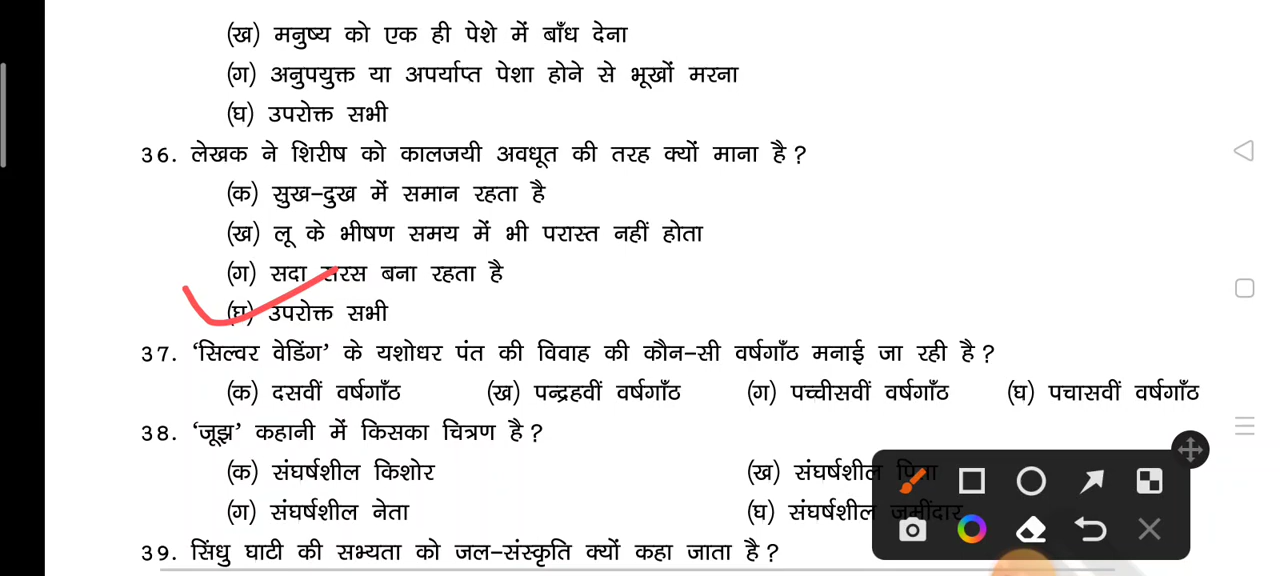 (ख) मनुष्य को एक ही पेशे में बाँध देना
(ग) अनुपयुक्त या अपर्याप्त पेशा होने से भूखों मरना
(घ) उपरोक्त सभी
36. लेखक ने शिरीष को कालजयी अवधूत की तरह क्यों माना है ?
(क) सुख-दुख में समान रहता है
(ख) लू के भीषण समय में भी परास्त नहीं होता
(ग) सदा सरस बना रहता है
(घ) उपरोक्त सभी
37. ‘सिल्वर वेडिंग’ के यशोधर पंत की विवाह की कौन-सी वर्षगाँठ मनाई जा रही है ?
(क) दसवीं वर्षगाँठ (ख) पन्द्रहवीं वर्षगाँठ (ग) पच्चीसवीं वर्षगाँठ (घ) पचासवीं वर्षगाँठ
38. ‘जूझ’ कहानी में किसका चित्रण है ?
(क) संघर्षशील किशोर (ख) संघर्षशील पिता
(ग) संघर्षशील नेता (घ) संघर्षशील जमींदार
39. सिंधु घाटी की सभ्यता को जल-संस्कृति क्यों कहा जाता है ?